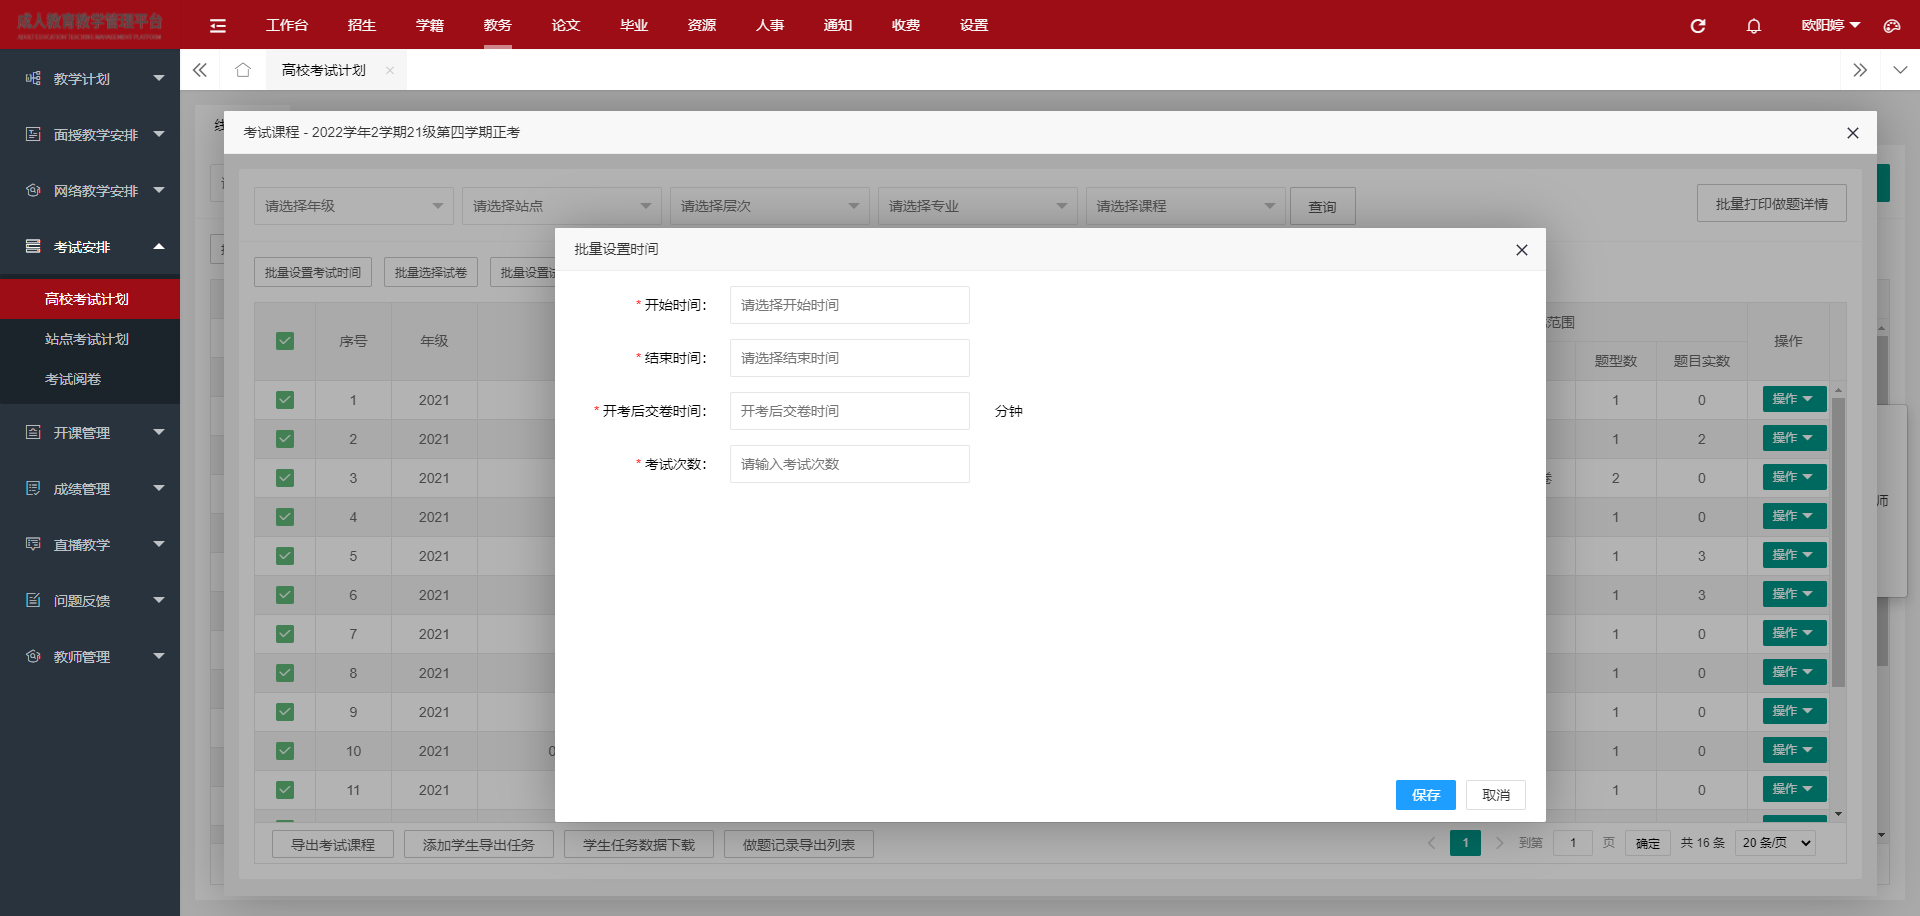 成人教育教学管理平台
ADULT EDUCATION TEACHING MANAGEMENT PLATFORM
工作台 招生 学籍 教务 论文 毕业 资源 人事 通知 收费 设置
欧阳婷
高校考试计划
教学计划
面授教学安排
网络教学安排
考试安排
高校考试计划
站点考试计划
考试阅卷
开课管理
成绩管理
直播教学
问题反馈
教师管理
考试课程 - 2022学年2学期21级第四学期正考
请选择年级 请选择站点 请选择层次 请选择专业 请选择课程 查询 批量打印做题详情
批量设置考试时间 批量选择试卷 批量设置
序号 年级 范围 操作
题型数 题目实数
1 2021 1 0 操作
2 2021 1 2 操作
3 2021 2 0 操作
4 2021 1 0 操作
5 2021 1 3 操作
6 2021 1 3 操作
7 2021 1 0 操作
8 2021 1 0 操作
9 2021 1 0 操作
10 2021 0 1 0 操作
11 2021 1 0 操作
师
批量设置时间
* 开始时间： 请选择开始时间
* 结束时间： 请选择结束时间
* 开考后交卷时间： 开考后交卷时间 分钟
* 考试次数： 请输入考试次数
保存 取消
导出考试课程 添加学生导出任务 学生任务数据下载 做题记录导出列表
1 到第 1 页 确定 共 16 条 20 条/页